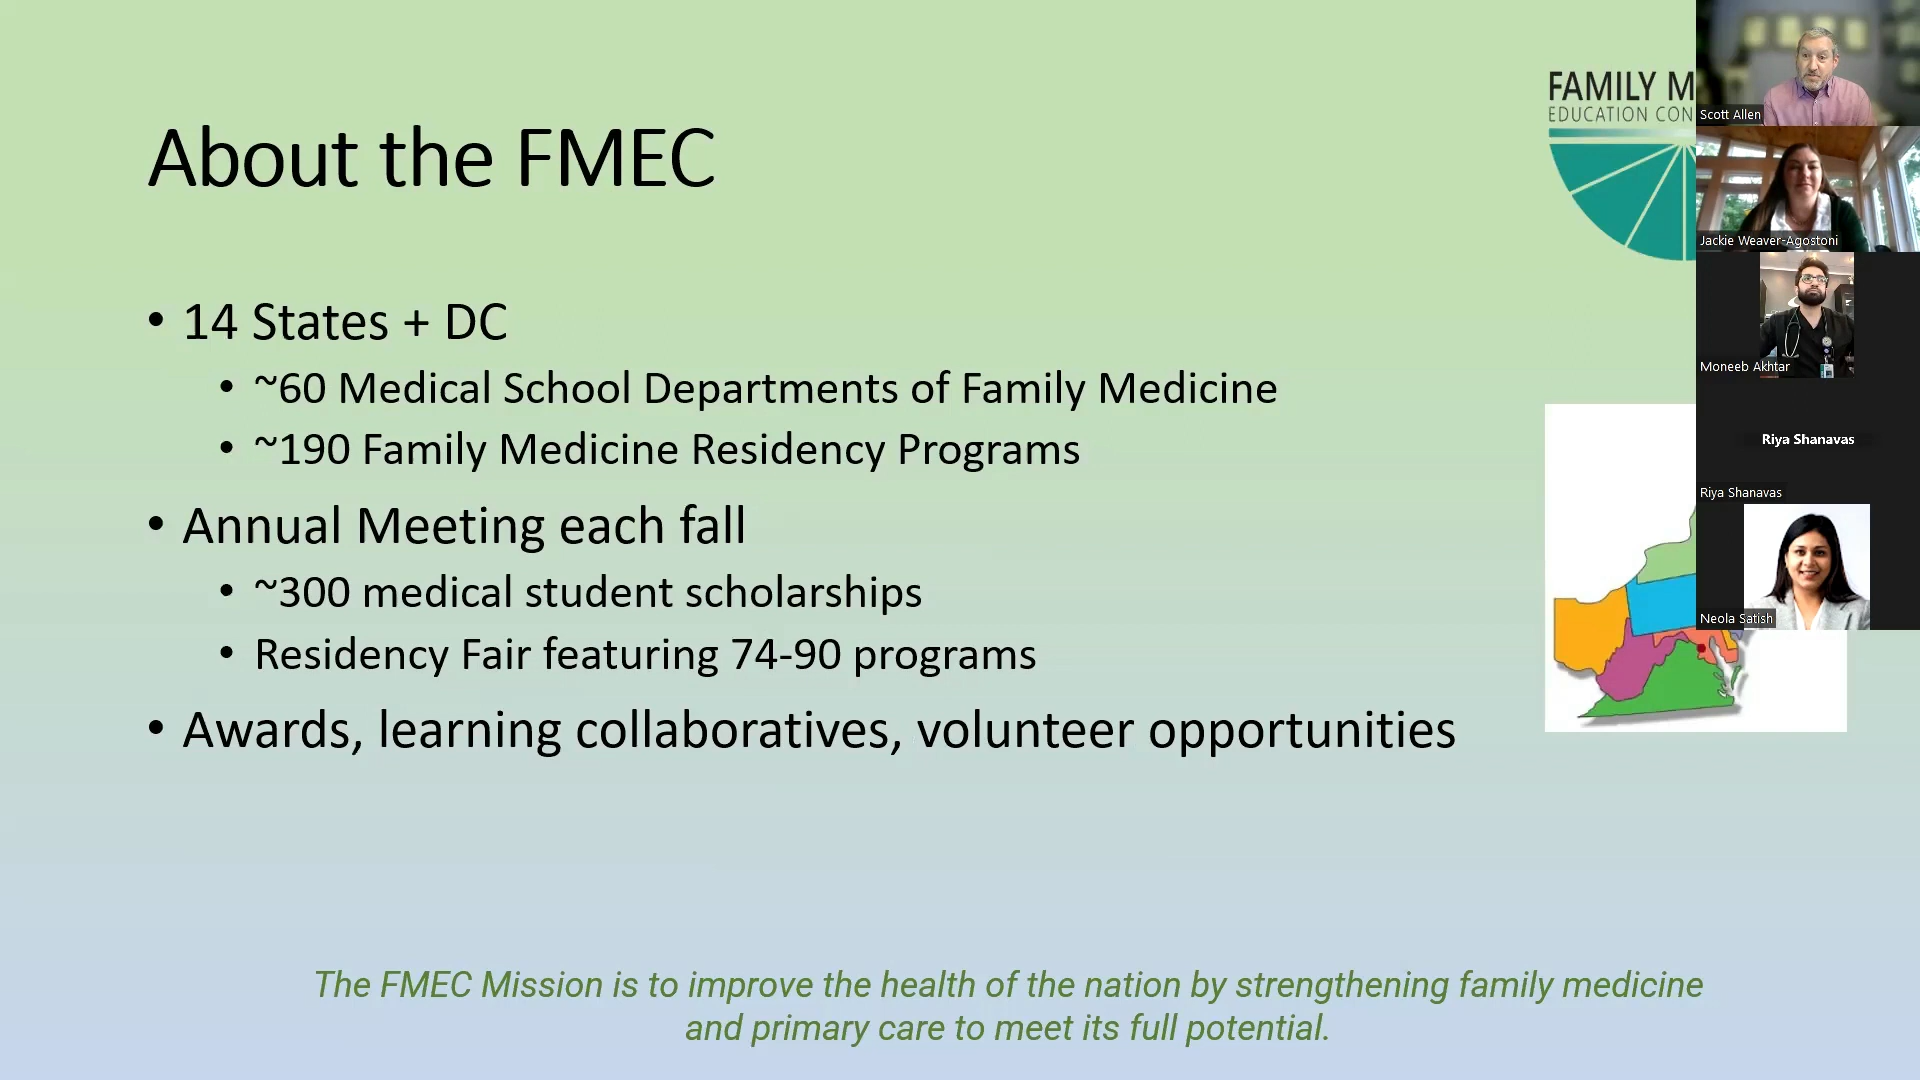 About the FMEC
• 14 States + DC
• ~60 Medical School Departments of Family Medicine
• ~190 Family Medicine Residency Programs
• Annual Meeting each fall
• ~300 medical student scholarships
• Residency Fair featuring 74-90 programs
• Awards, learning collaboratives, volunteer opportunities
The FMEC Mission is to improve the health of the nation by strengthening family medicine
and primary care to meet its full potential.
FAMILY M
EDUCATION CON
Scott Allen
Jackie Weaver-Agostoni
Moneeb Akhtar
Riya Shanavas
Riya Shanavas
Neola Satish